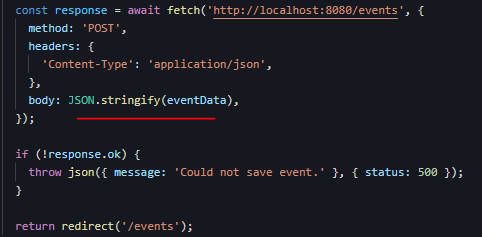 const response = await fetch('http://localhost:8080/events', {
  method: 'POST',
  headers: {
    'Content-Type': 'application/json',
  },
  body: JSON.stringify(eventData),
});

if (!response.ok) {
  throw json({ message: 'Could not save event.' }, { status: 500 });
}

return redirect('/events');